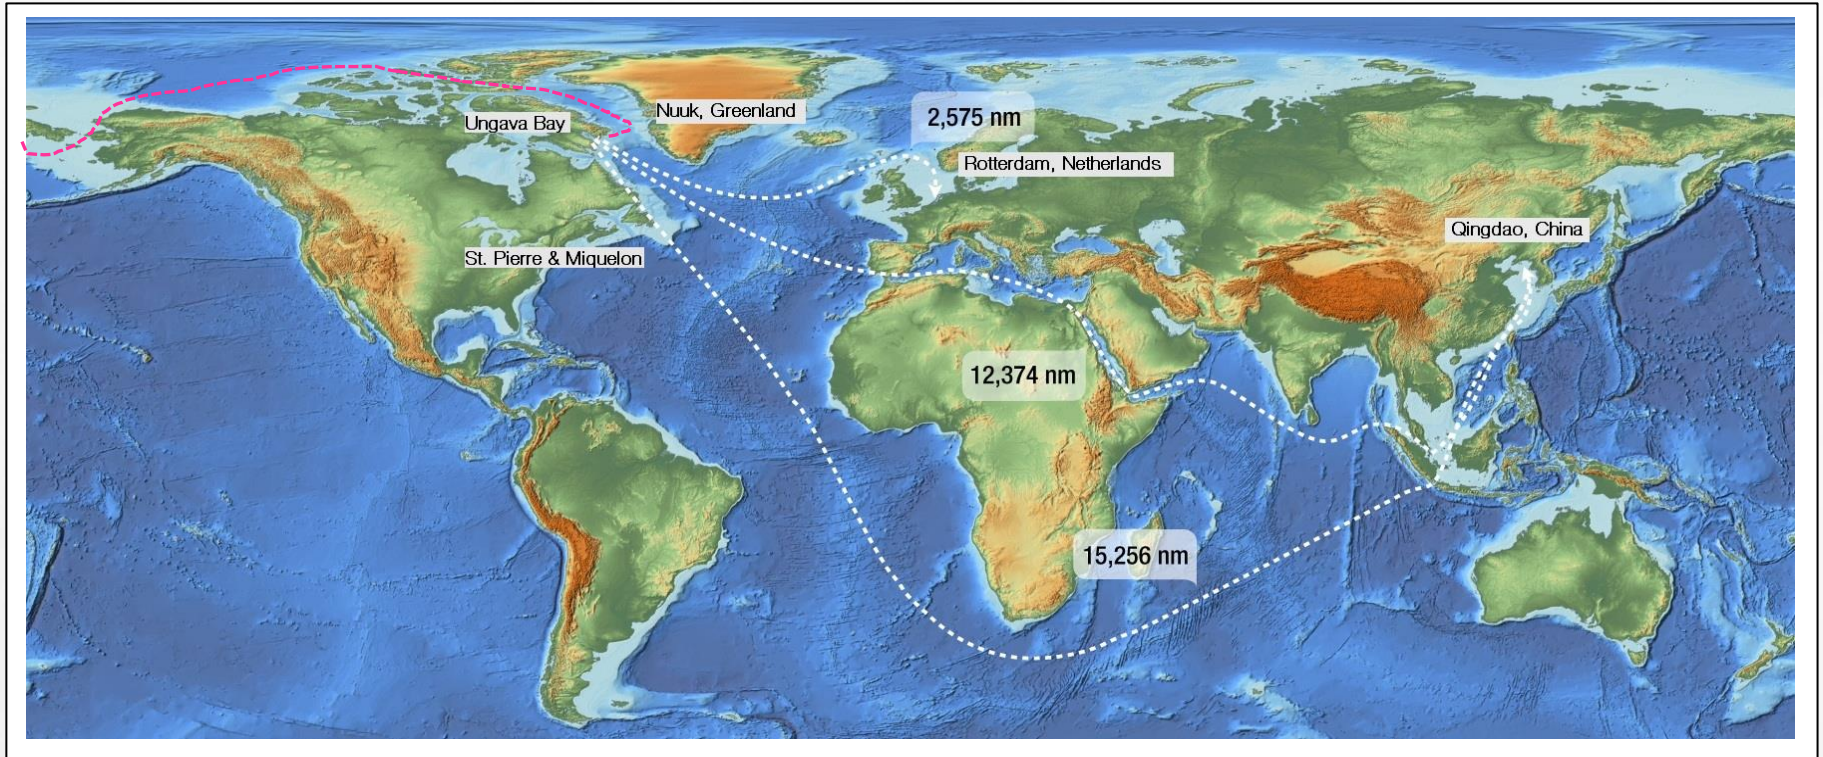 Nuuk, Greenland
2,575 nm
Ungava Bay
Rotterdam, Netherlands
Qingdao, China
St. Pierre & Miquelon
12,374 nm
15,256 nm